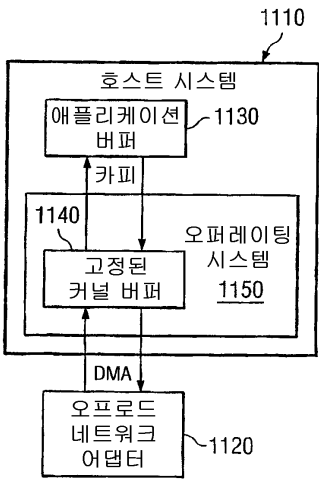 1110
호스트 시스템
애플리케이션
버퍼
1130
카피
1140
오퍼레이팅
시스템
1150
고정된
커널 버퍼
DMA
오프로드
네트워크
어댑터
1120